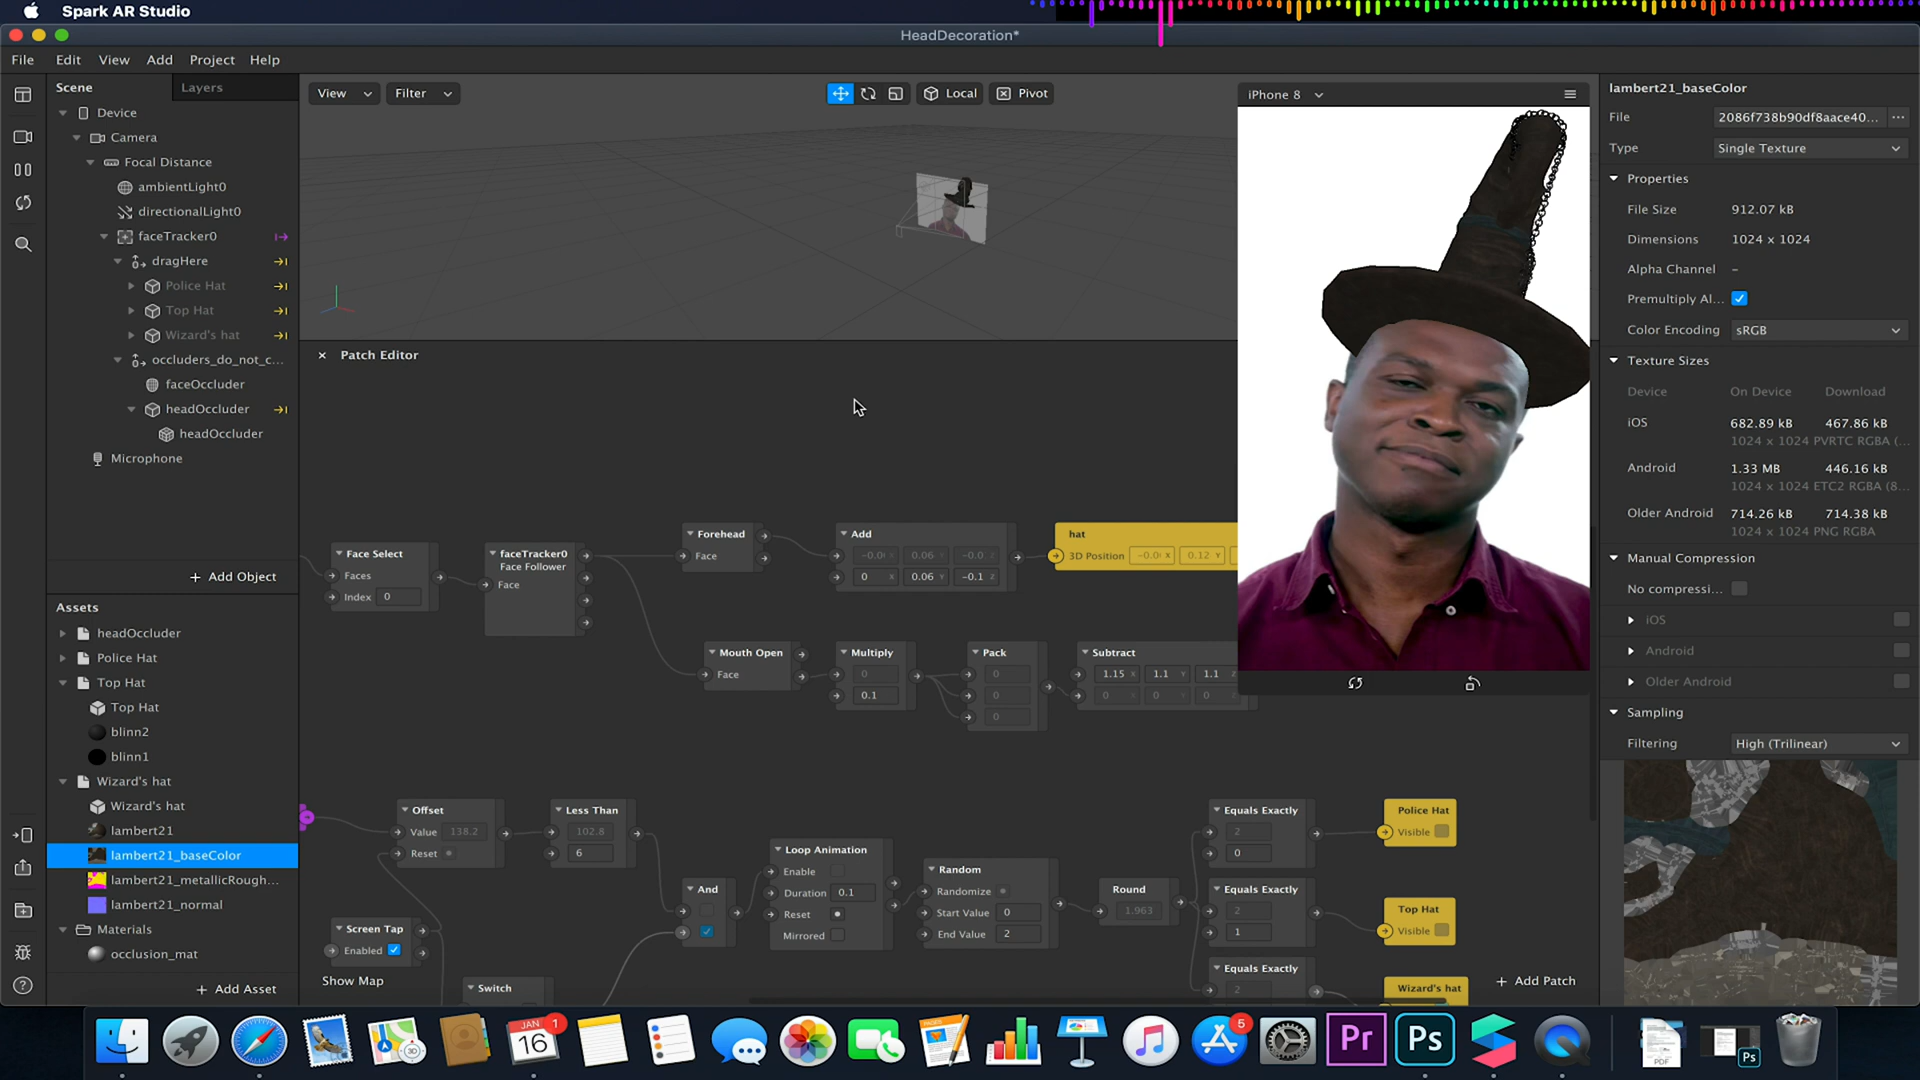 Spark AR Studio
HeadDecoration*
File Edit View Add Project Help
Scene Layers
Device
Camera
Focal Distance
ambientLight0
directionalLight0
faceTracker0
dragHere
Police Hat
Top Hat
Wizard's hat
occluders_do_not_c...
faceOccluder
headOccluder
headOccluder
Microphone
+ Add Object
Assets
headOccluder
Police Hat
Top Hat
Top Hat
blinn2
blinn1
Wizard's hat
Wizard's hat
lambert21
lambert21_baseColor
lambert21_metallicRough...
lambert21_normal
Materials
occlusion_mat
+ Add Asset
View Filter Local Pivot
Patch Editor
Face Select
Faces
Index 0
faceTracker0
Face Follower
Face
Forehead
Face
Add
-0.0 X 0.06 Y -0.0 Z
0 X 0.06 Y -0.1 Z
hat
3D Position -0.0 X 0.12 Y
Mouth Open
Face
Multiply
0
0.1
Pack
0
0
0
Subtract
1.15 X 1.1 Y 1.1 Z
0 X 0 Y 0 Z
Offset
Value 138.2
Reset
Less Than
102.8
6
Screen Tap
Enabled
Show Map
Switch
And
Loop Animation
Enable
Duration 0.1
Reset
Mirrored
Random
Randomize
Start Value 0
End Value 2
Round
1.963
Equals Exactly
2
0
Equals Exactly
2
1
Equals Exactly
2
Police Hat
Visible
Top Hat
Visible
Wizard's hat
+ Add Patch
iPhone 8
lambert21_baseColor
File 2086f738b90df8aace40... ...
Type Single Texture
Properties
File Size 912.07 kB
Dimensions 1024 x 1024
Alpha Channel –
Premultiply Al...
Color Encoding sRGB
Texture Sizes
Device On Device Download
iOS 682.89 kB 467.86 kB
1024 x 1024 PVRTC RGBA (...
Android 1.33 MB 446.16 kB
1024 x 1024 ETC2 RGBA (8...
Older Android 714.26 kB 714.38 kB
1024 x 1024 PNG RGBA
Manual Compression
No compressi...
iOS
Android
Older Android
Sampling
Filtering High (Trilinear)
3D
JAN
16
1
5
Pr
Ps
PDF
Ps